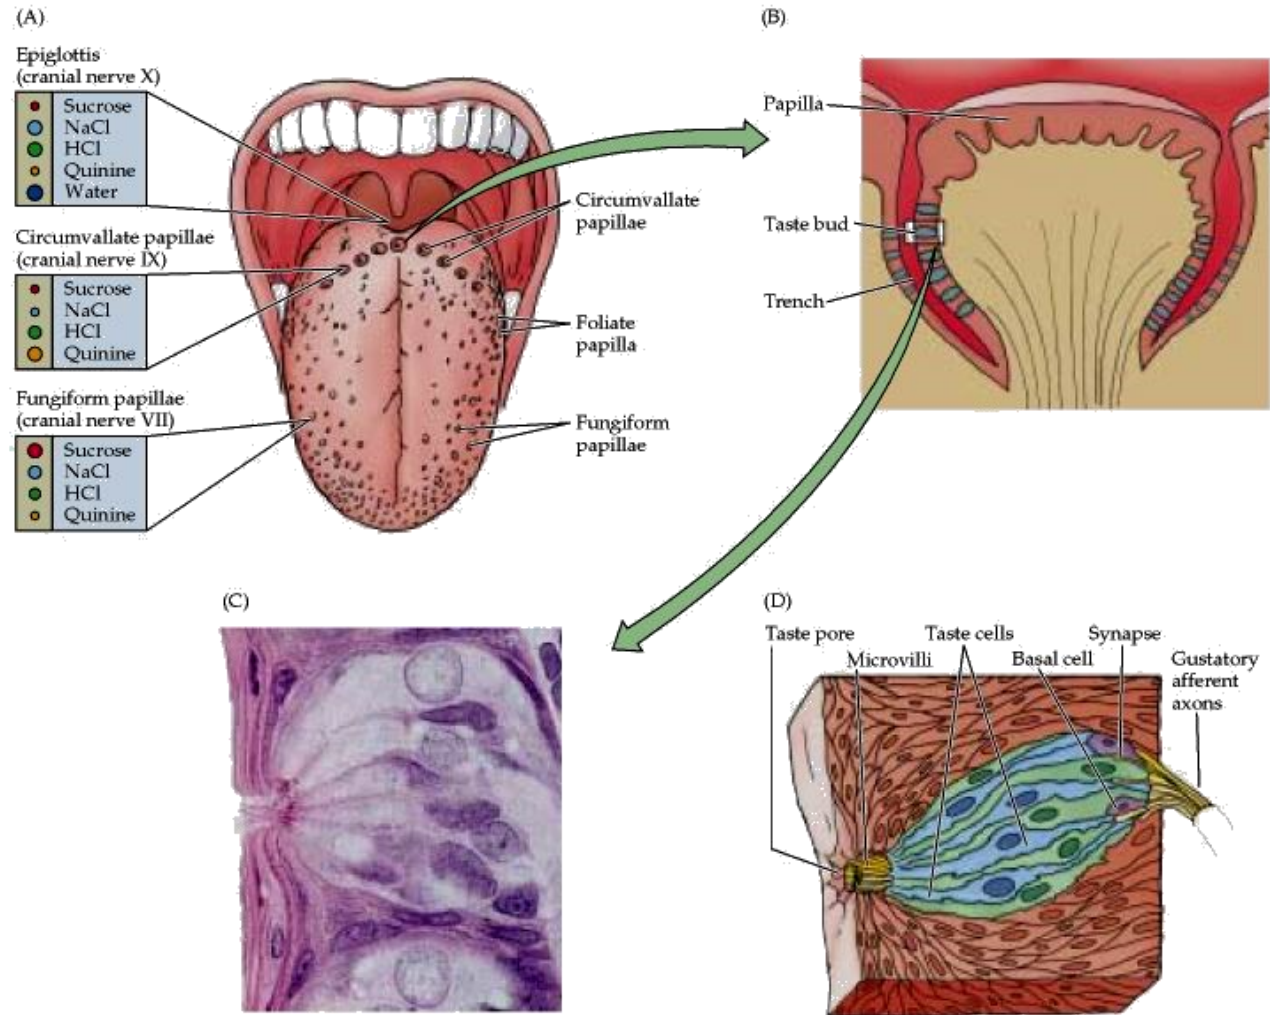 (A)
Epiglottis
(cranial nerve X)
Sucrose
NaCl
HCl
Quinine
Water
Circumvallate papillae
(cranial nerve IX)
Sucrose
NaCl
HCl
Quinine
Fungiform papillae
(cranial nerve VII)
Sucrose
NaCl
HCl
Quinine
Circumvallate
papillae
Foliate
papilla
Fungiform
papillae
(B)
Papilla
Taste bud
Trench
(C)
(D)
Taste pore
Microvilli
Taste cells
Basal cell
Synapse
Gustatory
afferent
axons